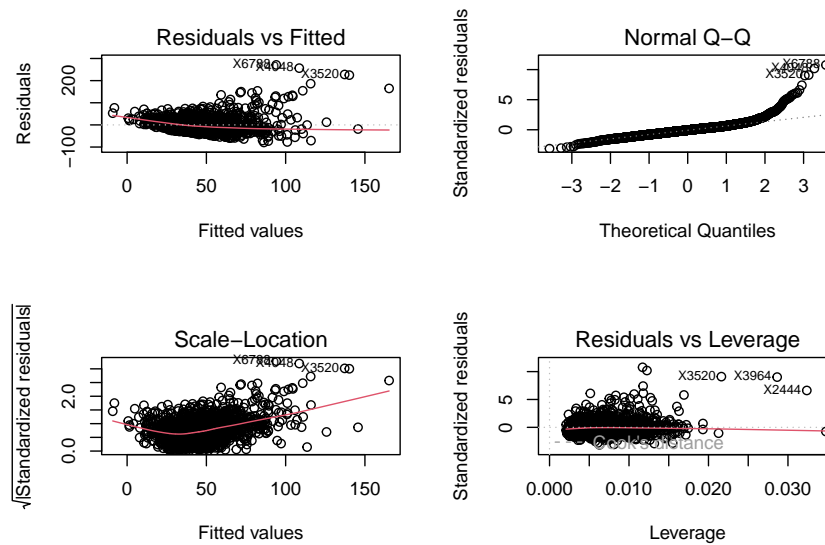 Residuals vs Fitted
Residuals
200
−100
X6788
X4048
X3520
0
50
100
150
Fitted values
Normal Q−Q
Standardized residuals
5
0
X6788
X4048
X3520
−3
−2
−1
0
1
2
3
Theoretical Quantiles
Scale−Location
√|Standardized residuals|
2.0
0.0
X6788
X4048
X3520
0
50
100
150
Fitted values
Residuals vs Leverage
Standardized residuals
5
0
X3520
X3964
X2444
Cook's distance
0.000
0.010
0.020
0.030
Leverage